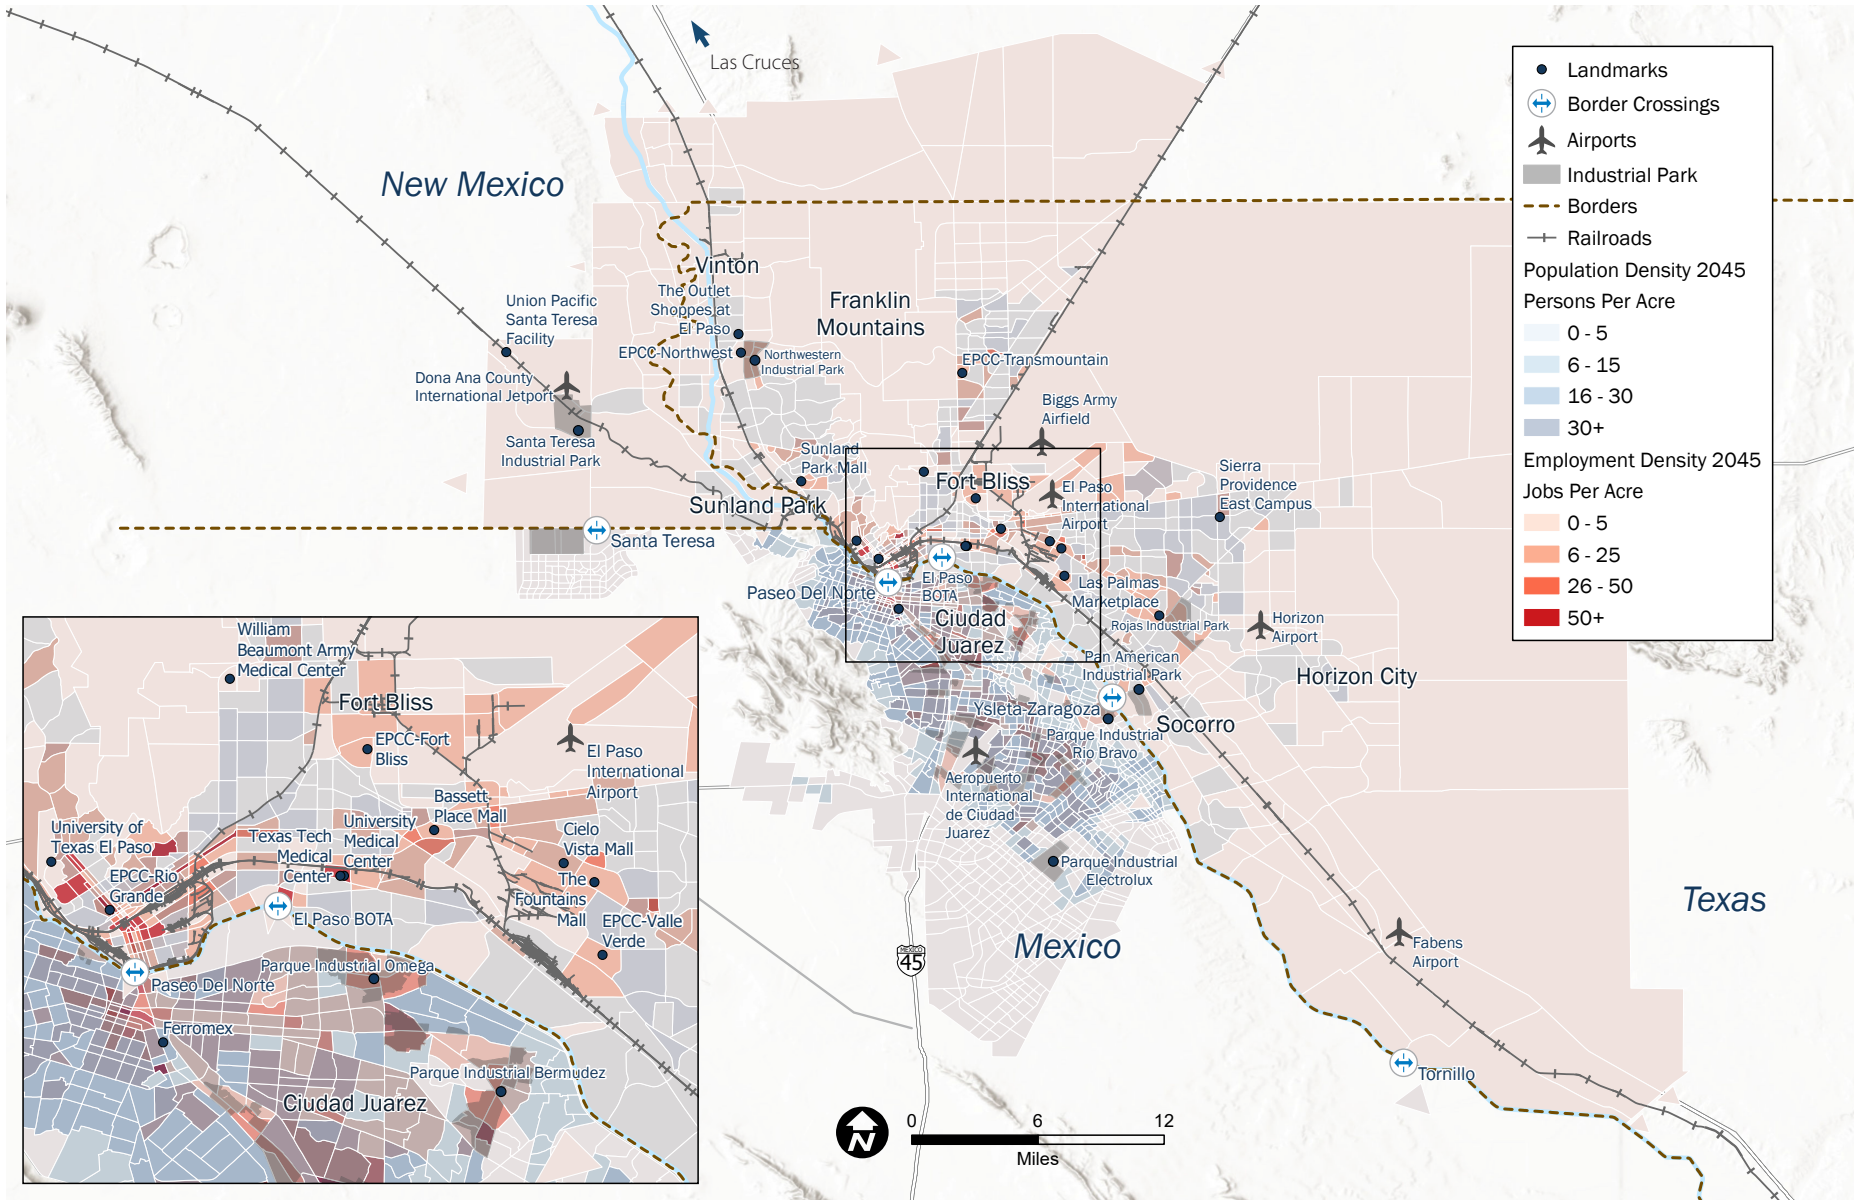 Las Cruces
New Mexico
Vinton
The Outlet
Shoppes at
El Paso
Franklin
Mountains
Union Pacific
Santa Teresa
Facility
EPCC-Northwest
Northwestern
Industrial Park
EPCC-Transmountain
Dona Ana County
International Jetport
Biggs Army
Airfield
Santa Teresa
Industrial Park
Sunland
Park Mall
Fort Bliss
El Paso
International
Airport
Sierra
Providence
East Campus
Sunland Park
Santa Teresa
Paseo Del Norte
El Paso
BOTA
Las Palmas
Marketplace
Rojas Industrial Park
Horizon
Airport
Ciudad
Juarez
Pan American
Industrial Park
Horizon City
Ysleta-Zaragoza
Socorro
Parque Industrial
Rio Bravo
Aeropuerto
International
de Ciudad
Juarez
Parque Industrial
Electrolux
Texas
Mexico
MEXICO
45
Fabens
Airport
Tornillo
N
0 6 12
Miles
Landmarks
Border Crossings
Airports
Industrial Park
Borders
Railroads
Population Density 2045
Persons Per Acre
0 - 5
6 - 15
16 - 30
30+
Employment Density 2045
Jobs Per Acre
0 - 5
6 - 25
26 - 50
50+
William
Beaumont Army
Medical Center
Fort Bliss
EPCC-Fort
Bliss
El Paso
International
Airport
Bassett
Place Mall
University of
Texas El Paso
Texas Tech
Medical
Center
University
Medical
Center
Cielo
Vista Mall
EPCC-Rio
Grande
The
Fountains
Mall
El Paso BOTA
EPCC-Valle
Verde
Parque Industrial Omega
Paseo Del Norte
Ferromex
Parque Industrial Bermudez
Ciudad Juarez